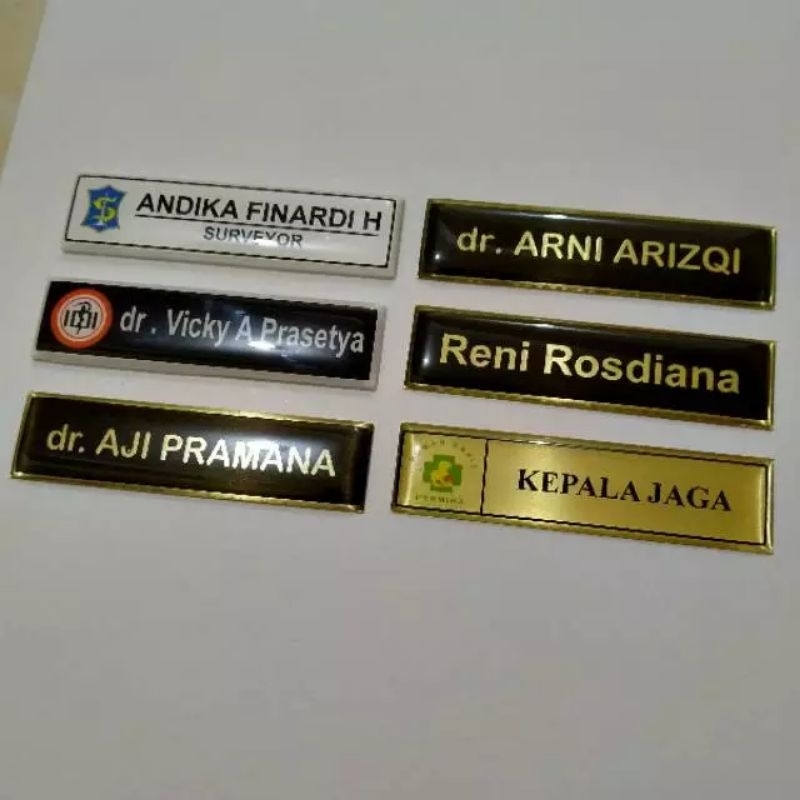 ANDIKA FINARDI H
SURVEYOR
dr. Vicky A Prasetya
dr. AJI PRAMANA
dr. ARNI ARIZQI
Reni Rosdiana
KEPALA JAGA